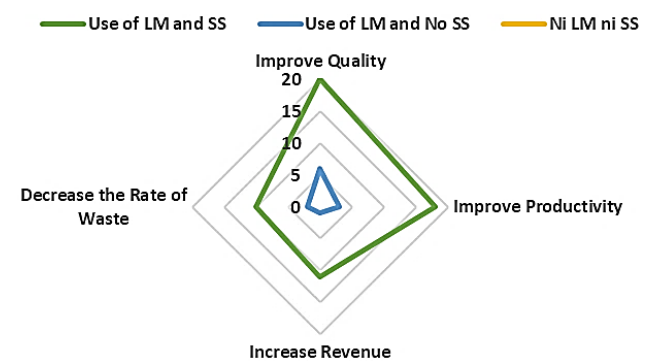 Use of LM and SS Use of LM and No SS Ni LM ni SS
Improve Quality
20
15
10
5
0
Decrease the Rate of
Waste
Improve Productivity
Increase Revenue